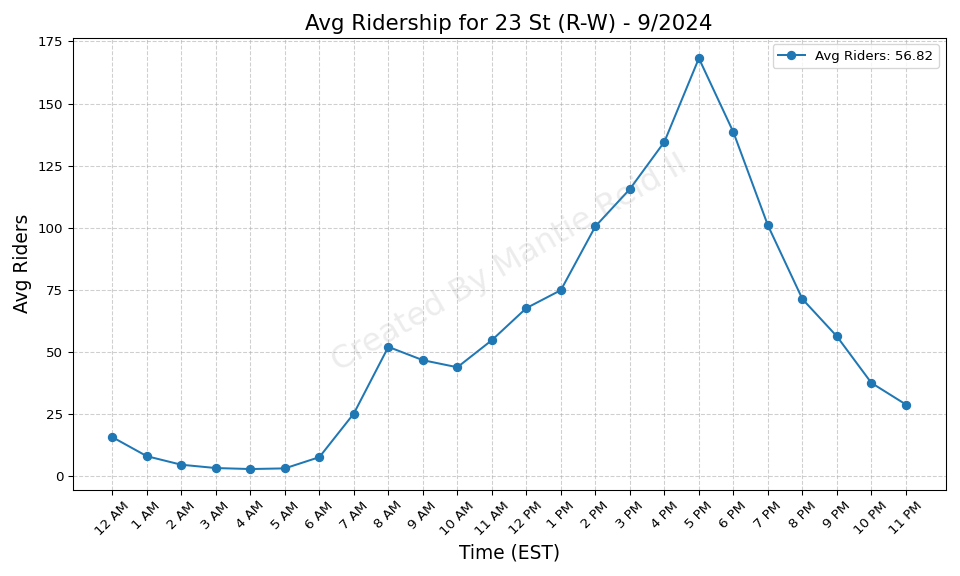 Avg Ridership for 23 St (R-W) - 9/2024
Avg Riders: 56.82
175
150
125
100
75
50
25
0
Avg Riders
Created By Mantie Reid II
12 AM
1 AM
2 AM
3 AM
4 AM
5 AM
6 AM
7 AM
8 AM
9 AM
10 AM
11 AM
12 PM
1 PM
2 PM
3 PM
4 PM
5 PM
6 PM
7 PM
8 PM
9 PM
10 PM
11 PM
Time (EST)